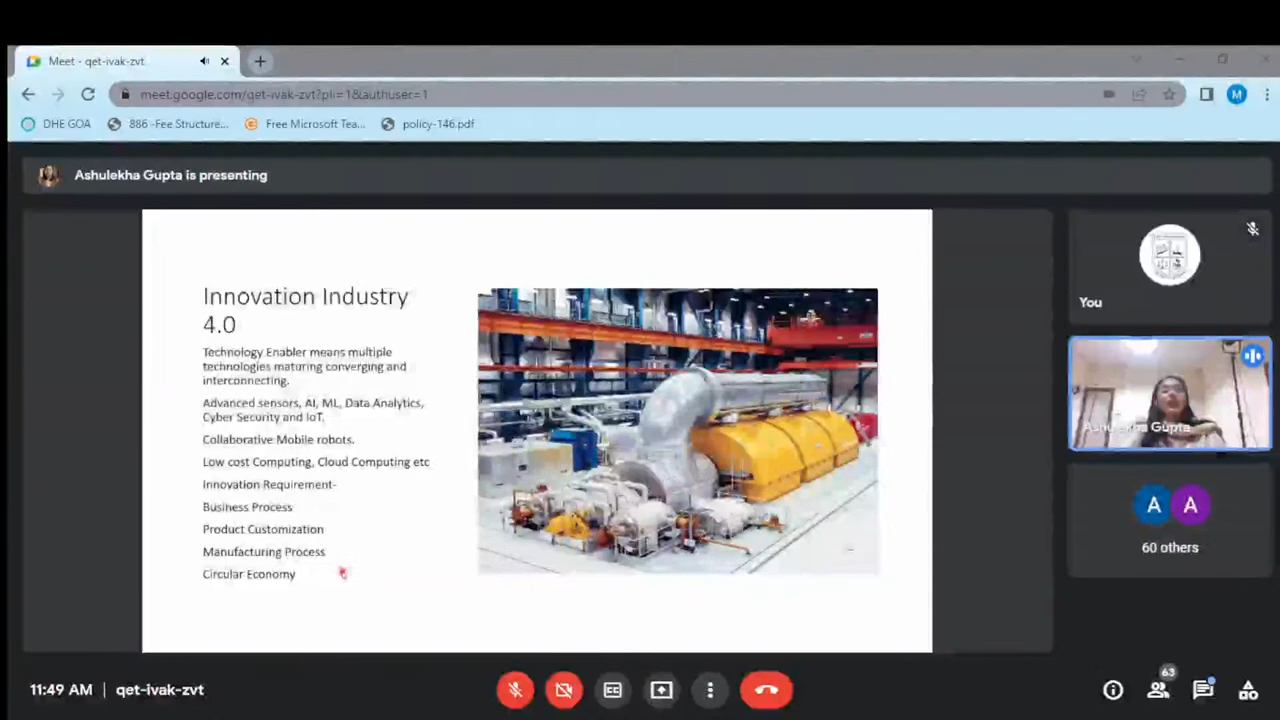 Meet - qet-ivak-zvt
meet.google.com/qet-ivak-zvt?pli=1&authuser=1
M
DHE GOA
886 -Fee Structure...
Free Microsoft Tea...
policy-146.pdf
Ashulekha Gupta is presenting
Innovation Industry
4.0
Technology Enabler means multiple
technologies maturing converging and
interconnecting.
Advanced sensors, AI, ML, Data Analytics,
Cyber Security and IoT.
Collaborative Mobile robots.
Low cost Computing, Cloud Computing etc
Innovation Requirement-
Business Process
Product Customization
Manufacturing Process
Circular Economy
You
Ashulekha Gupta
A
A
60 others
11:49 AM
qet-ivak-zvt
CC
63